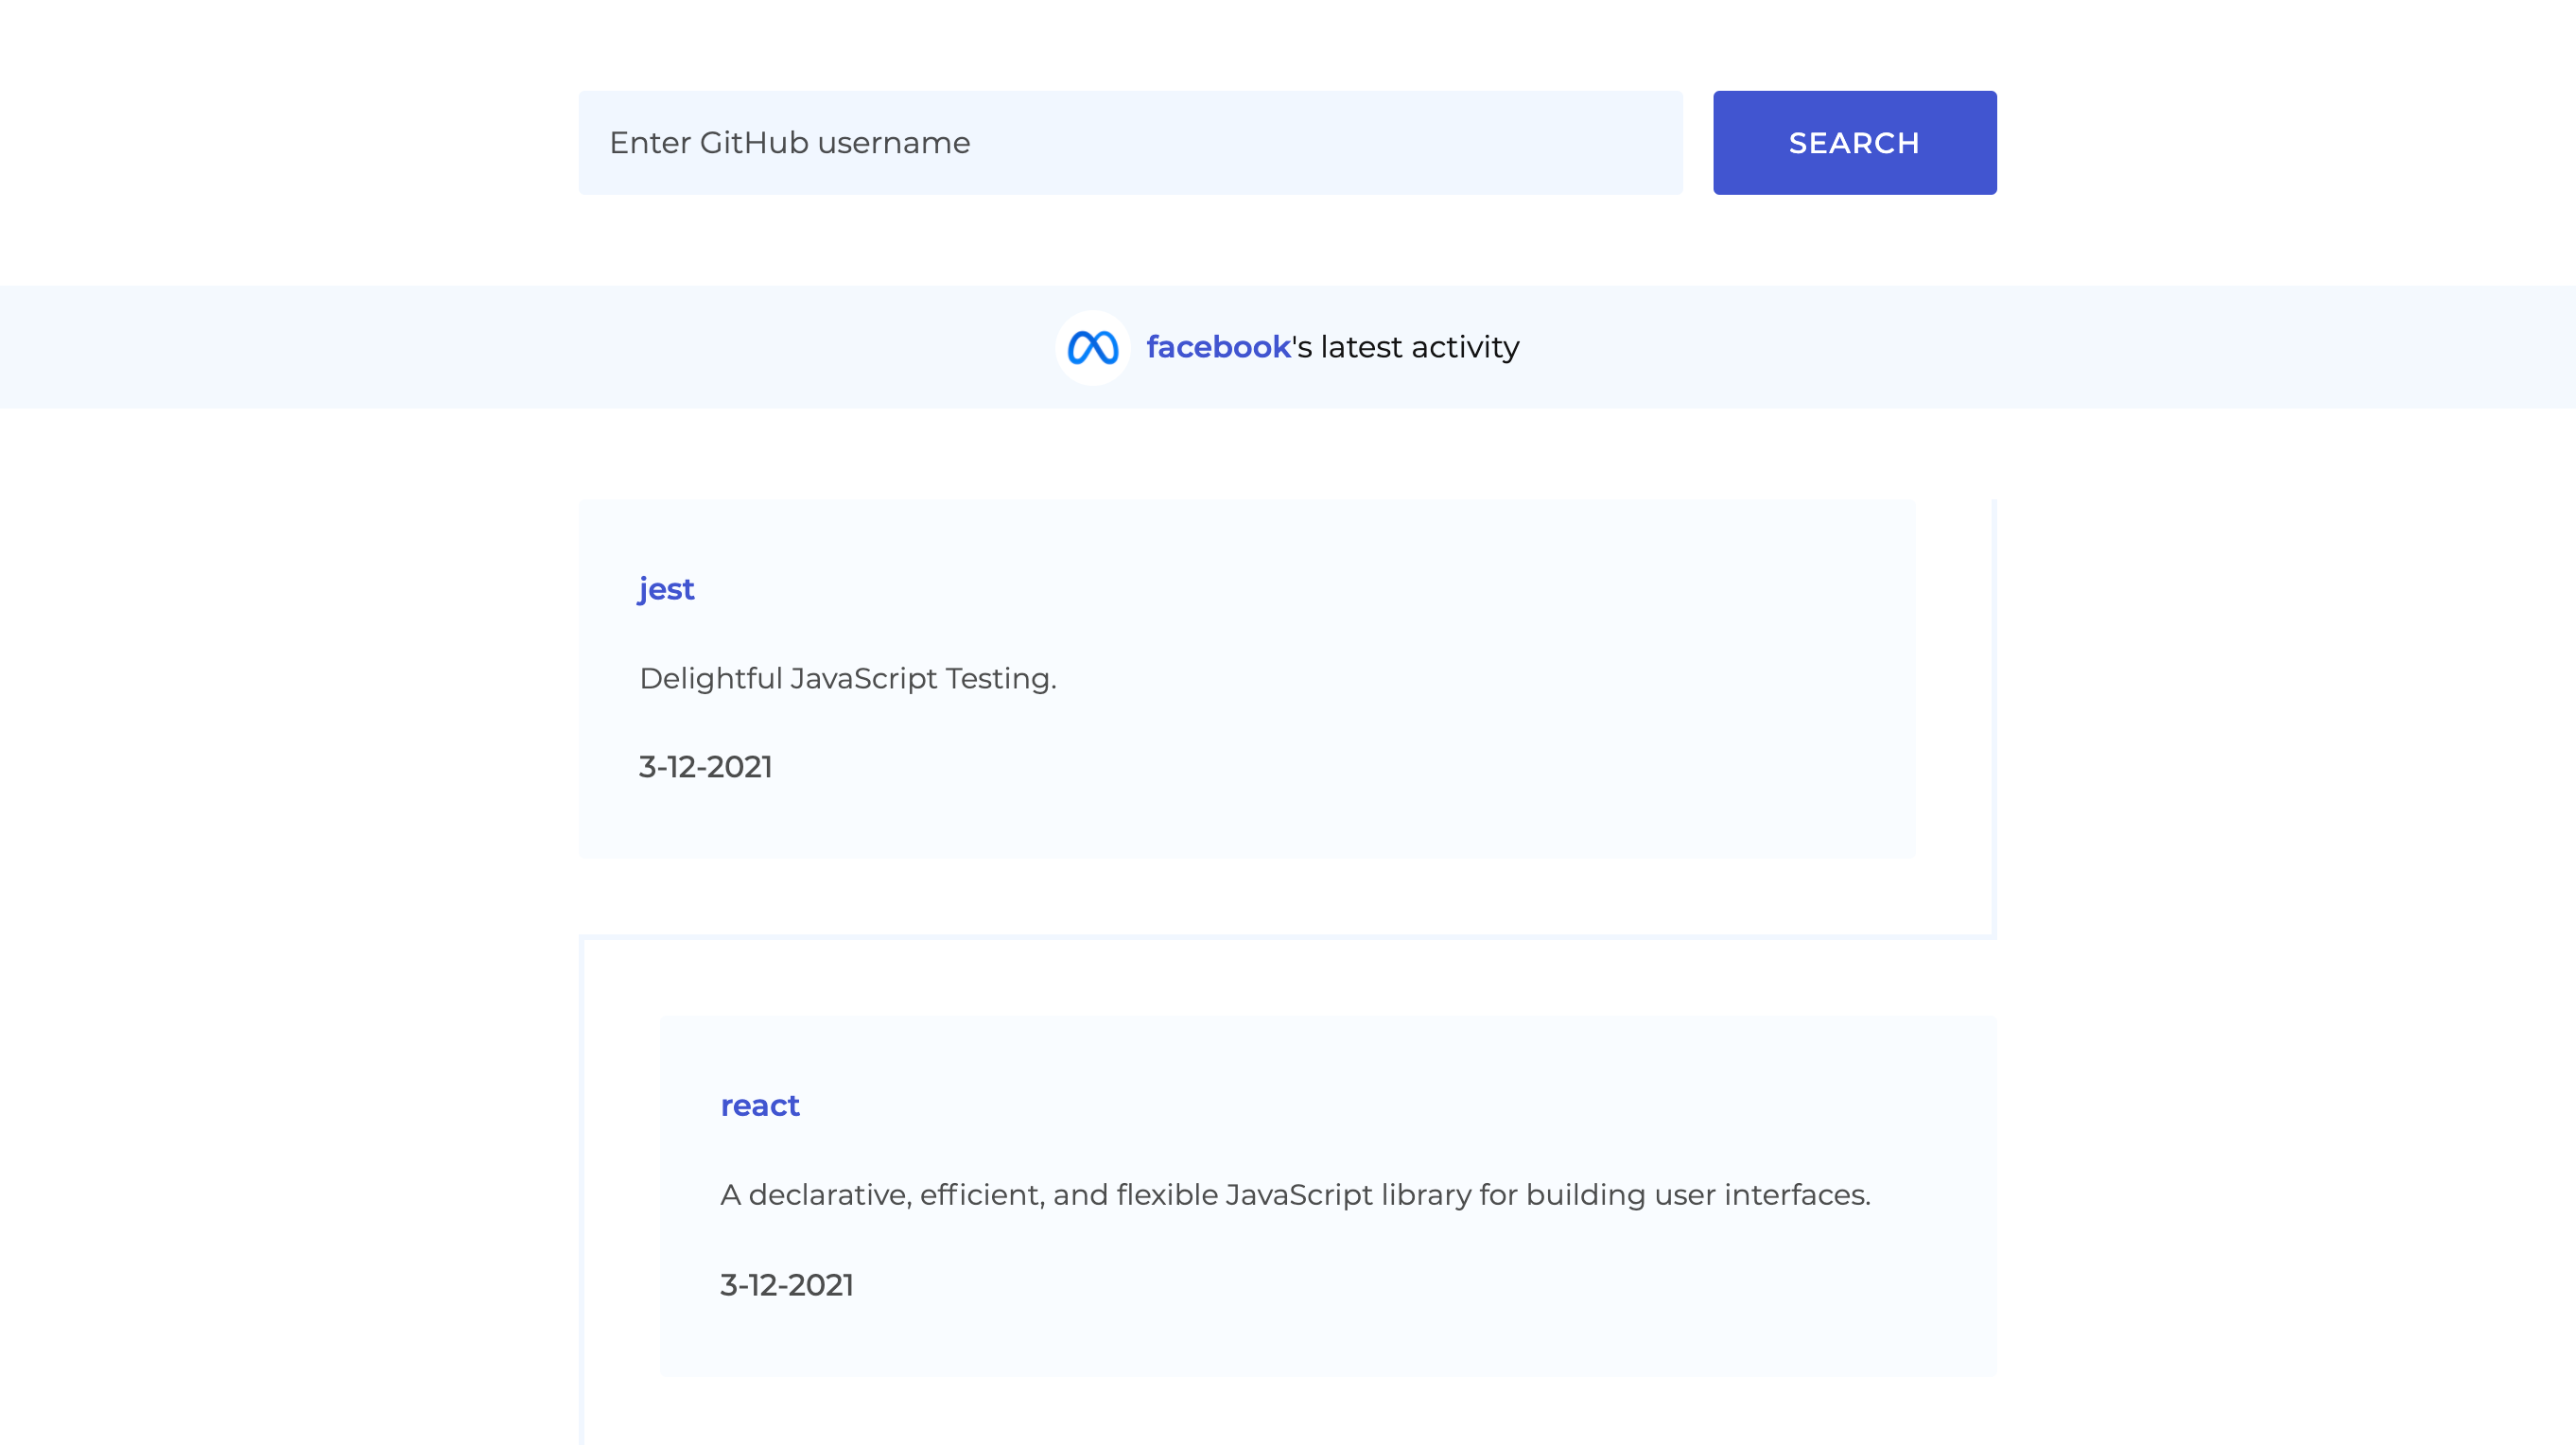 Enter GitHub username
SEARCH
facebook's latest activity
jest
Delightful JavaScript Testing.
3-12-2021
react
A declarative, efficient, and flexible JavaScript library for building user interfaces.
3-12-2021